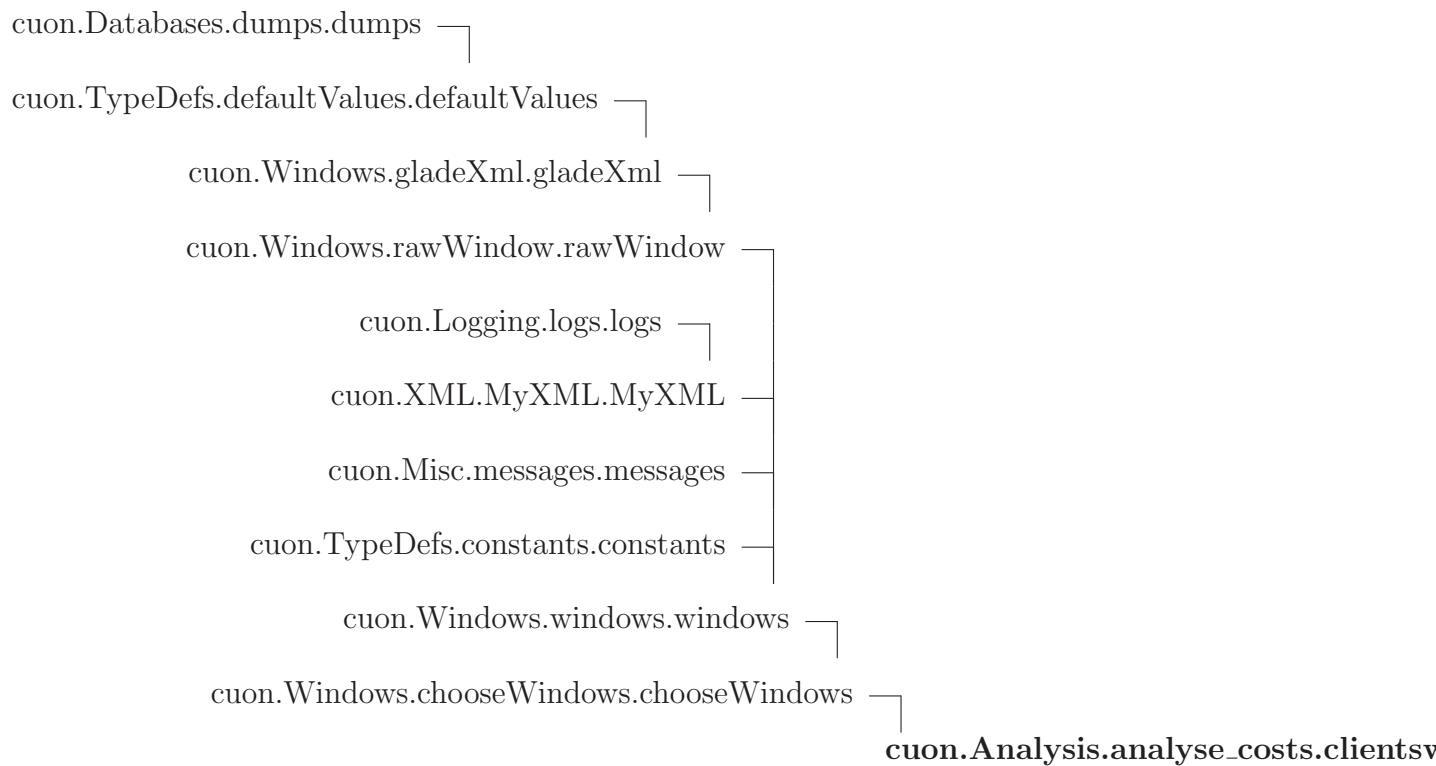 cuon.Databases.dumps.dumps
cuon.TypeDefs.defaultValues.defaultValues
cuon.Windows.gladeXml.gladeXml
cuon.Windows.rawWindow.rawWindow
cuon.Logging.logs.logs
cuon.XML.MyXML.MyXML
cuon.Misc.messages.messages
cuon.TypeDefs.constants.constants
cuon.Windows.windows.windows
cuon.Windows.chooseWindows.chooseWindows
cuon.Analysis.analyse_costs.clientsw